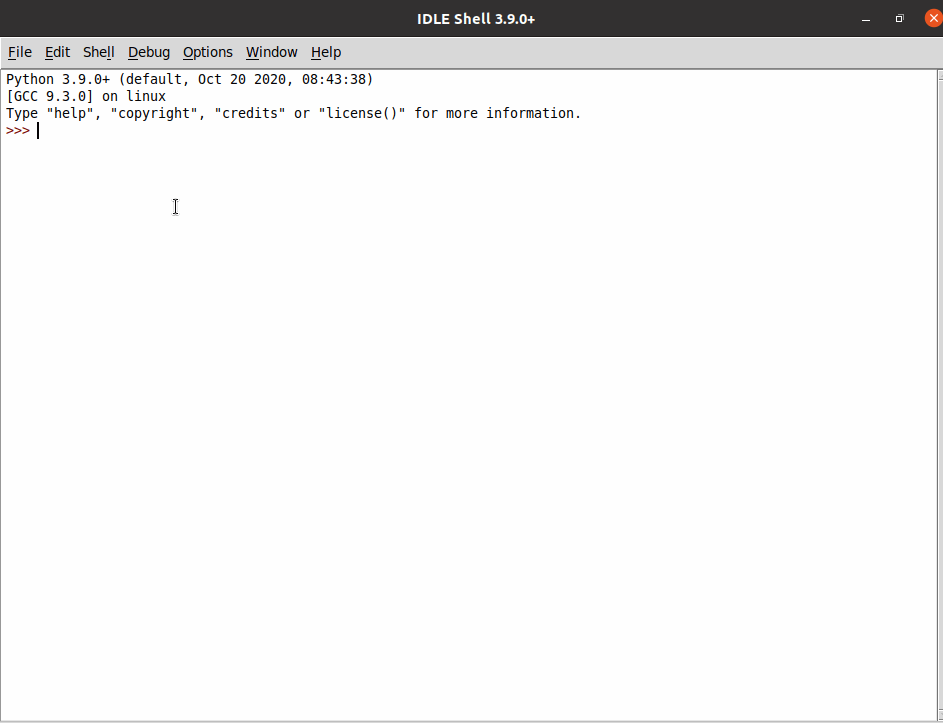 IDLE Shell 3.9.0+
File Edit Shell Debug Options Window Help
Python 3.9.0+ (default, Oct 20 2020, 08:43:38)
[GCC 9.3.0] on linux
Type "help", "copyright", "credits" or "license()" for more information.
>>>